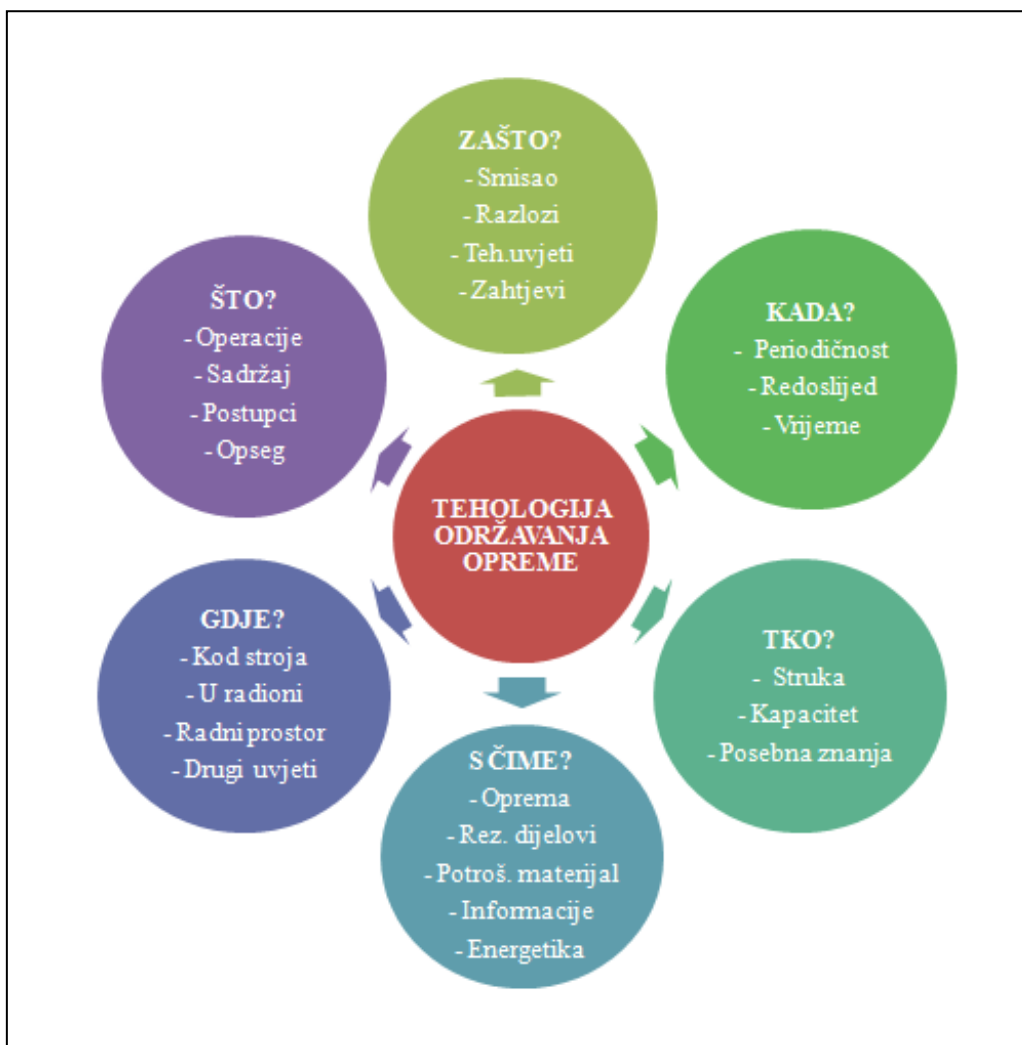 ZAŠTO?
- Smisao
- Razlozi
- Teh.uvjeti
- Zahtjevi
KADA?
- Periodičnost
- Redoslijed
- Vrijeme
TKO?
- Struka
- Kapacitet
- Posebna znanja
S ČIME?
- Oprema
- Rez. dijelovi
- Potroš. materijal
- Informacije
- Energetika
GDJE?
- Kod stroja
- U radioni
- Radni prostor
- Drugi uvjeti
ŠTO?
- Operacije
- Sadržaj
- Postupci
- Opseg
TEHOLOGIJA
ODRŽAVANJA
OPREME